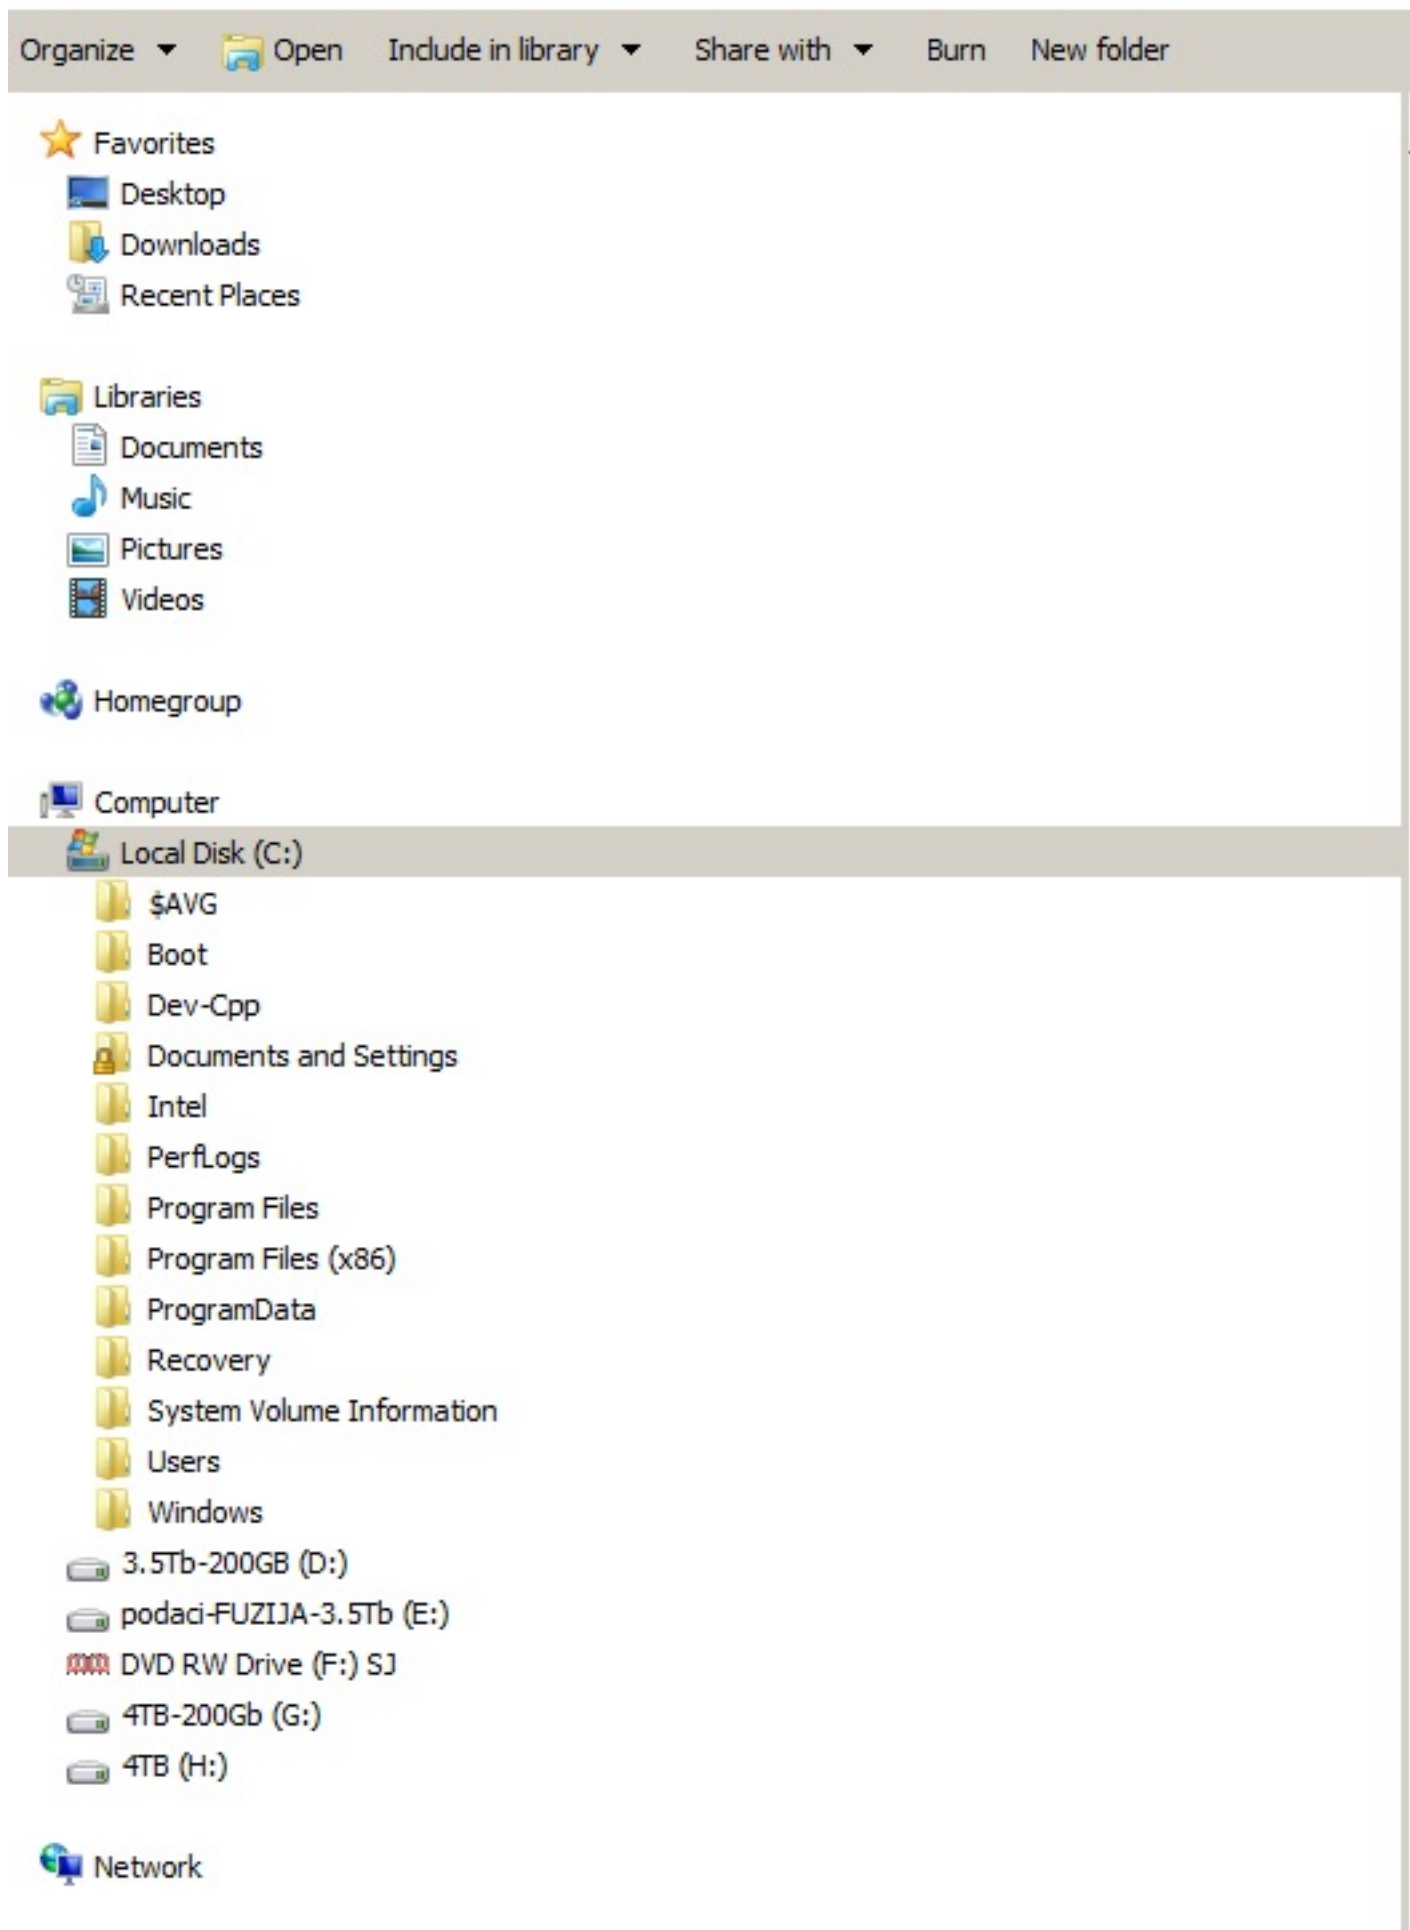 Organize Open Include in library Share with Burn New folder
Favorites
Desktop
Downloads
Recent Places
Libraries
Documents
Music
Pictures
Videos
Homegroup
Computer
Local Disk (C:)
$AVG
Boot
Dev-Cpp
Documents and Settings
Intel
PerfLogs
Program Files
Program Files (x86)
ProgramData
Recovery
System Volume Information
Users
Windows
3.5Tb-200GB (D:)
podaci-FUZIJA-3.5Tb (E:)
DVD RW Drive (F:) SJ
4TB-200Gb (G:)
4TB (H:)
Network